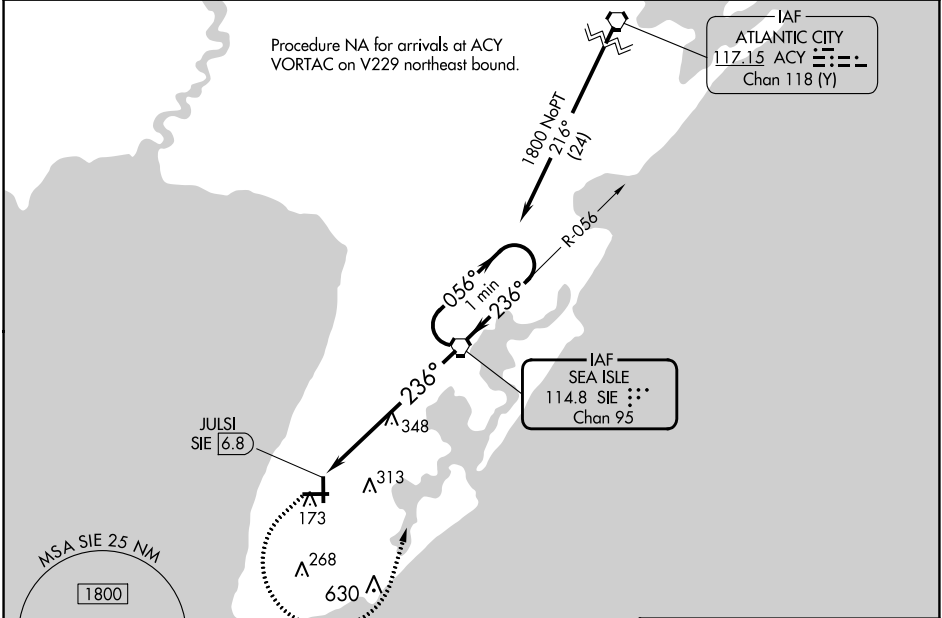 Procedure NA for arrivals at ACY
VORTAC on V229 northeast bound.
IAF
ATLANTIC CITY
117.15 ACY
Chan 118 (Y)
1800 NoPT
216°
(24)
R-056
056°
1 min
236°
236°
IAF
SEA ISLE
114.8 SIE
Chan 95
348
JULSI
SIE 6.8
313
173
268
630
MSA SIE 25 NM
1800